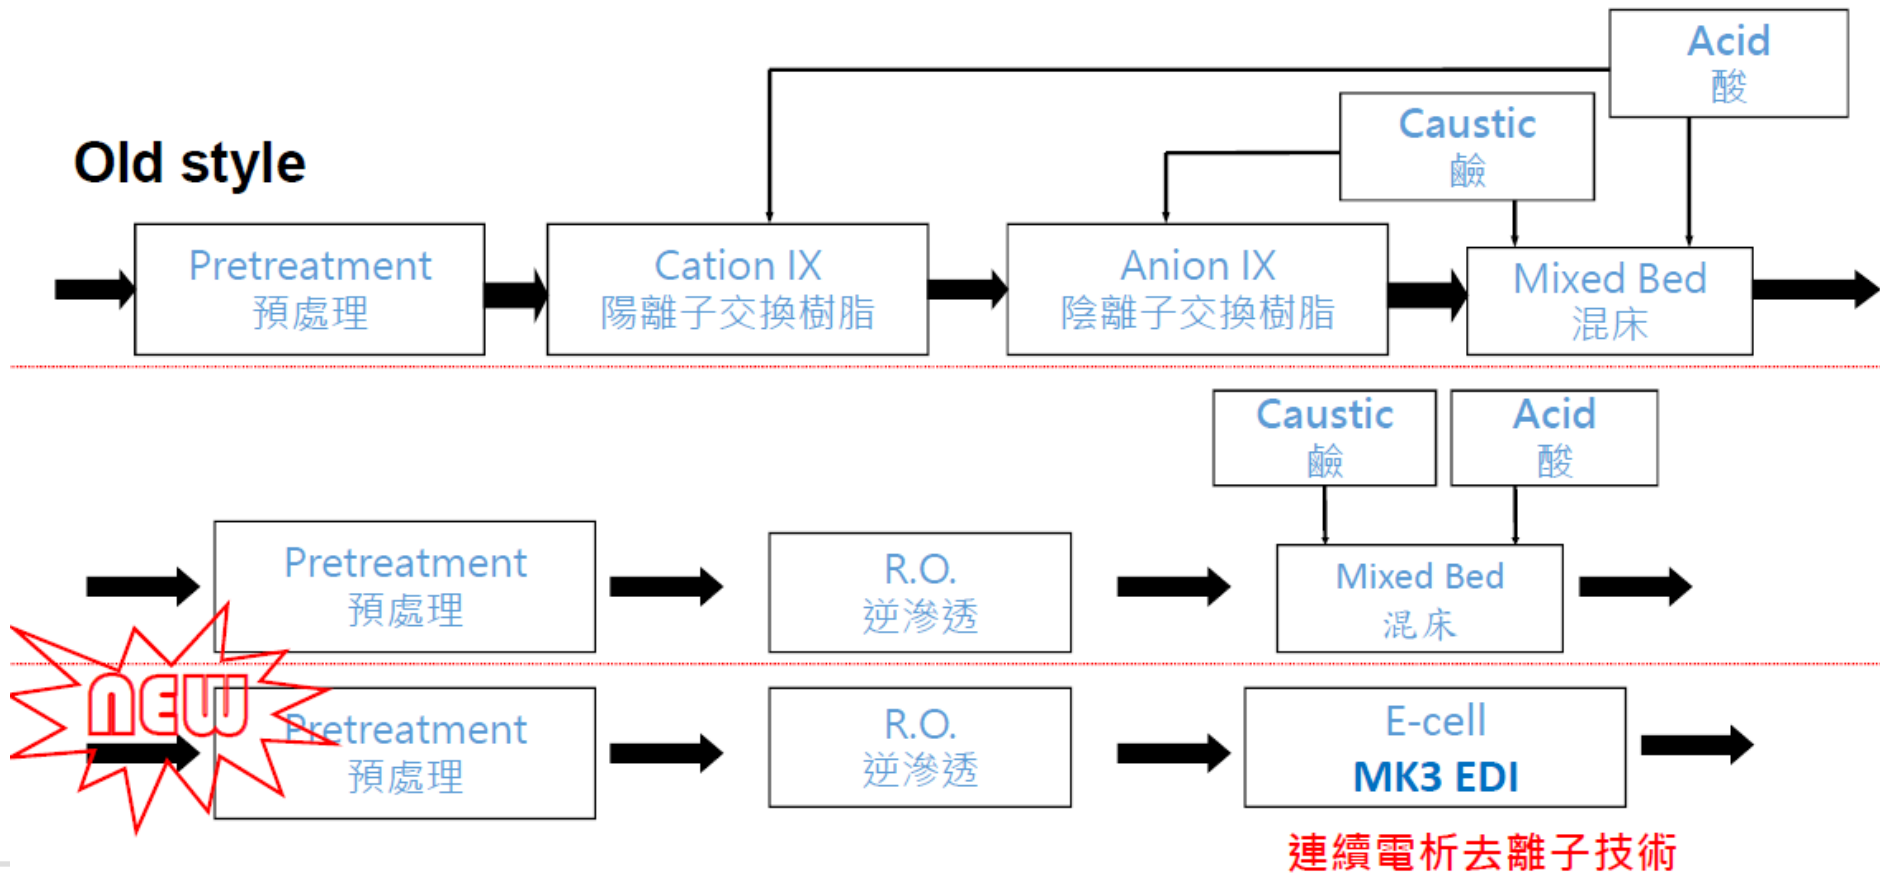 Acid
酸
Caustic
鹼
Old style
Pretreatment
預處理
Cation IX
陽離子交換樹脂
Anion IX
陰離子交換樹脂
Mixed Bed
混床
Caustic
鹼
Acid
酸
Pretreatment
預處理
R.O.
逆滲透
Mixed Bed
混床
NEW
Pretreatment
預處理
R.O.
逆滲透
E-cell
MK3 EDI
連續電析去離子技術